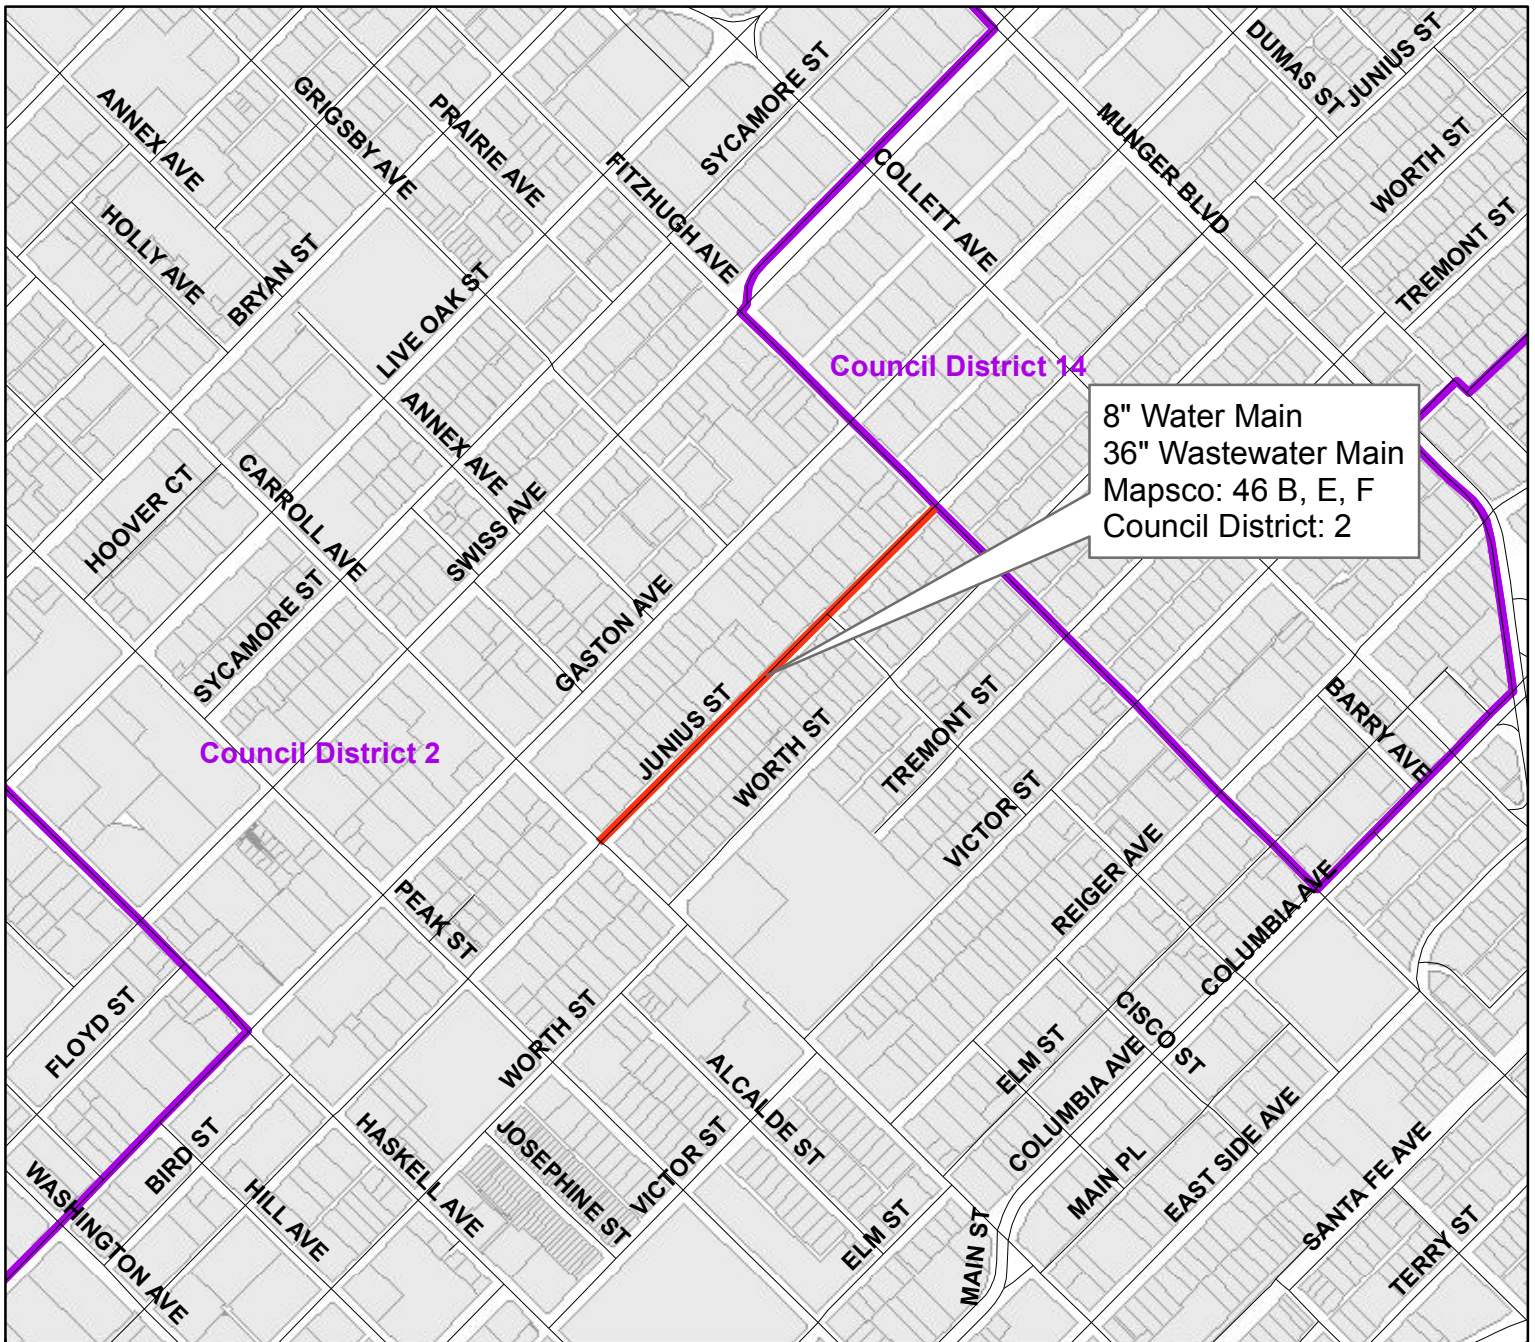 DUMAS ST
JUNIUS ST
SYCAMORE ST
GRIGSBY AVE
PRAIRIE AVE
ANNEX AVE
MUNGER BLVD
WORTH ST
FITZHUGH AVE
COLLETT AVE
TREMONT ST
HOLLY AVE
BRYAN ST
LIVE OAK ST
Council District 14
8" Water Main
36" Wastewater Main
Mapsco: 46 B, E, F
Council District: 2
ANNEX AVE
CARROLL AVE
HOOVER CT
SWISS AVE
SYCAMORE ST
GASTON AVE
JUNIUS ST
WORTH ST
TREMONT ST
BARRY AVE
Council District 2
VICTOR ST
REIGER AVE
PEAK ST
COLUMBIA AVE
FLOYD ST
WORTH ST
CISCO ST
ELM ST
COLUMBIA AVE
ALCALDE ST
BIRD ST
HASKELL AVE
JOSEPHINE ST
VICTOR ST
MAIN PL
EAST SIDE AVE
SANTA FE AVE
WASHINGTON AVE
HILL AVE
ELM ST
MAIN ST
TERRY ST